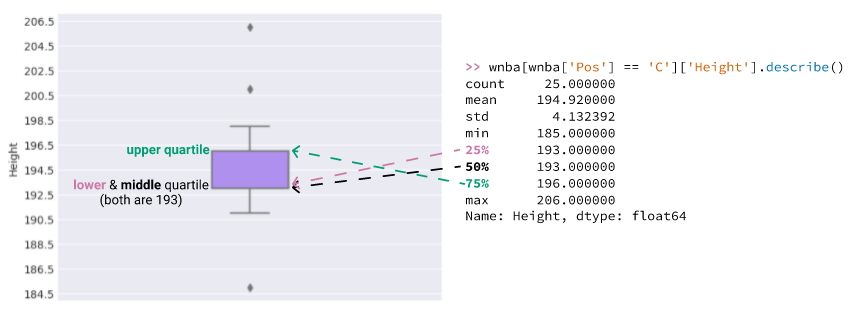 206.5
204.5
202.5
200.5
198.5
196.5
194.5
192.5
190.5
188.5
186.5
184.5
Height
upper quartile
lower & middle quartile
(both are 193)
>> wnba[wnba['Pos'] == 'C']['Height'].describe()
count 25.000000
mean 194.920000
std 4.132392
min 185.000000
25% 193.000000
50% 193.000000
75% 196.000000
max 206.000000
Name: Height, dtype: float64